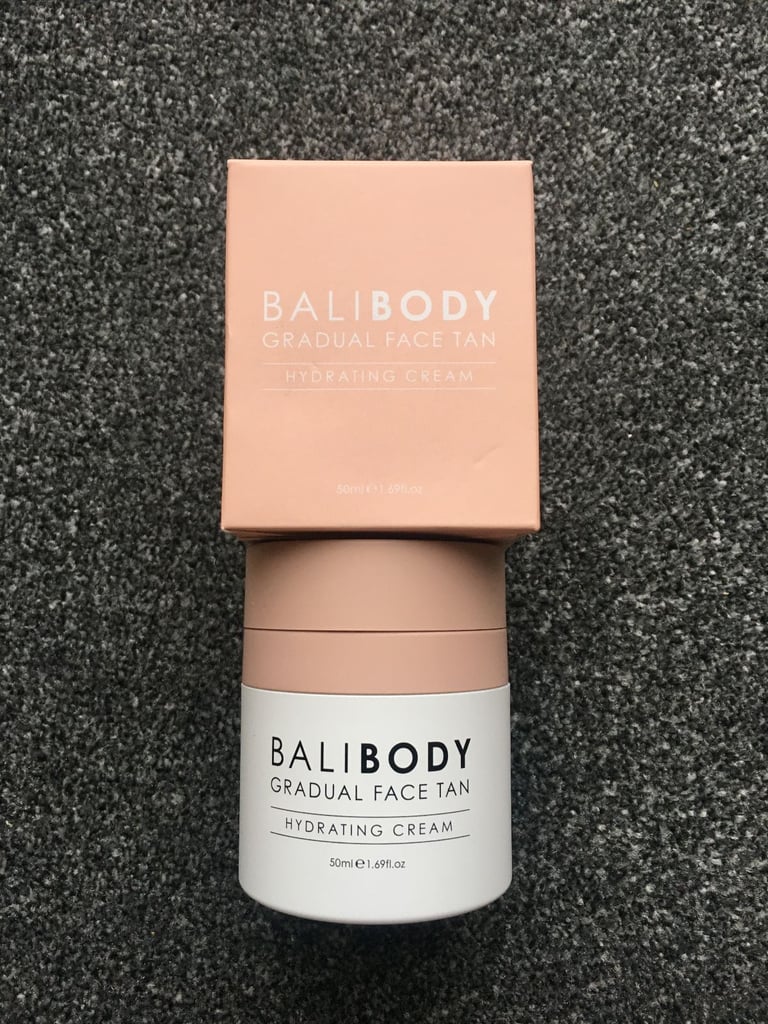 BALIBODY
GRADUAL FACE TAN
HYDRATING CREAM
50ml℮1.69fl.oz
BALIBODY
GRADUAL FACE TAN
HYDRATING CREAM
50ml℮1.69fl.oz